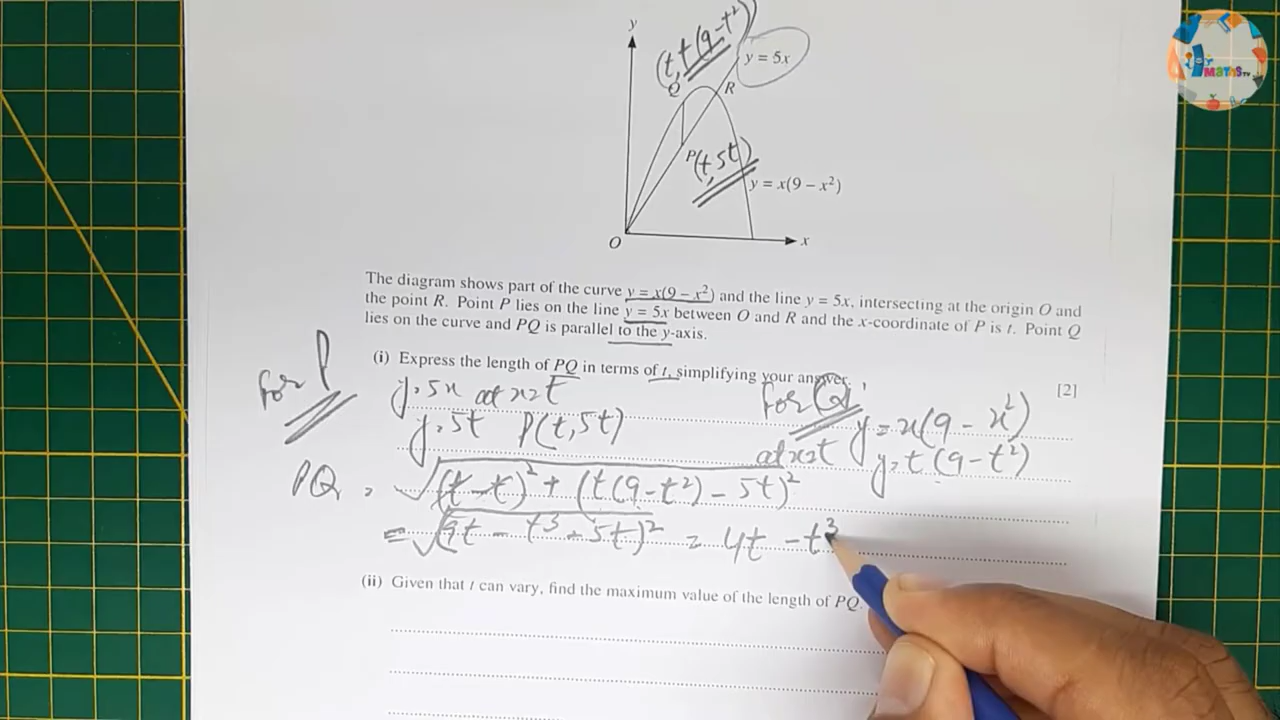 y
(t, t(9-t²)
y = 5x
Q
R
P(t, 5t)
y = x(9 − x²)
O
x
MATHS TV
The diagram shows part of the curve y = x(9 − x²) and the line y = 5x, intersecting at the origin O and
the point R. Point P lies on the line y = 5x between O and R and the x-coordinate of P is t. Point Q
lies on the curve and PQ is parallel to the y-axis.
(i) Express the length of PQ in terms of t, simplifying your answer. [2]
For P
y = 5x at x = t
y = 5t P(t, 5t)
For Q
y = x(9 - x²)
at x = t y = t(9-t²)
PQ = √(t-t)² + (t(9-t²) - 5t)²
= √(9t - t³ - 5t)² = 4t - t³
(ii) Given that t can vary, find the maximum value of the length of PQ.